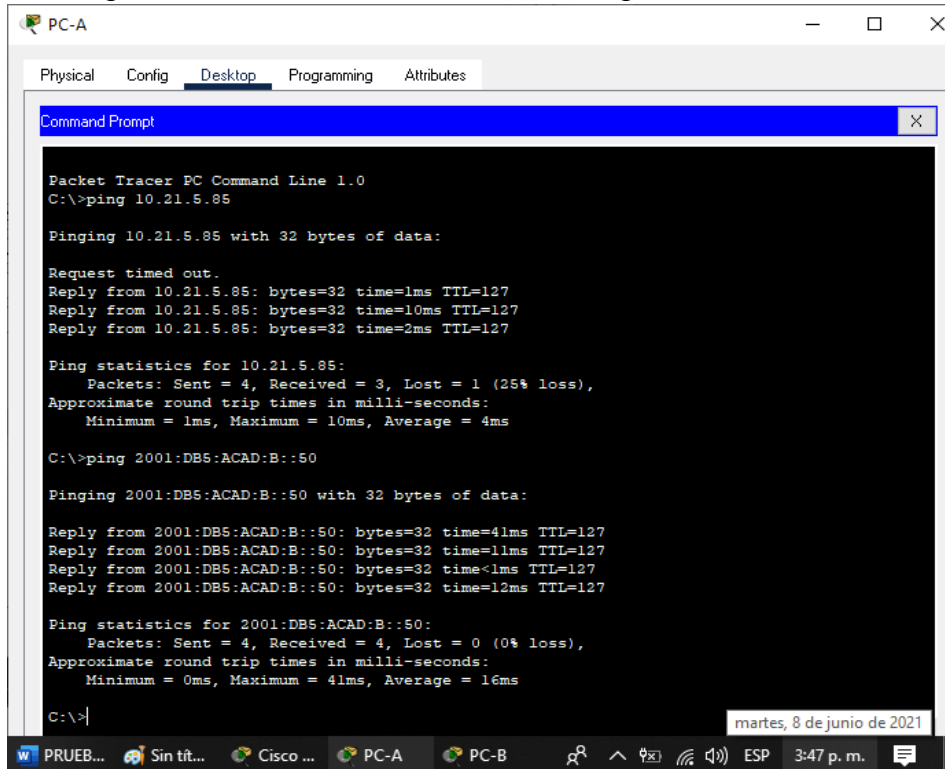 PC-A
Physical Config Desktop Programming Attributes
Command Prompt
X
Packet Tracer PC Command Line 1.0
C:\>ping 10.21.5.85
Pinging 10.21.5.85 with 32 bytes of data:
Request timed out.
Reply from 10.21.5.85: bytes=32 time=1ms TTL=127
Reply from 10.21.5.85: bytes=32 time=10ms TTL=127
Reply from 10.21.5.85: bytes=32 time=2ms TTL=127
Ping statistics for 10.21.5.85:
Packets: Sent = 4, Received = 3, Lost = 1 (25% loss),
Approximate round trip times in milli-seconds:
Minimum = 1ms, Maximum = 10ms, Average = 4ms
C:\>ping 2001:DB5:ACAD:B::50
Pinging 2001:DB5:ACAD:B::50 with 32 bytes of data:
Reply from 2001:DB5:ACAD:B::50: bytes=32 time=41ms TTL=127
Reply from 2001:DB5:ACAD:B::50: bytes=32 time=11ms TTL=127
Reply from 2001:DB5:ACAD:B::50: bytes=32 time<1ms TTL=127
Reply from 2001:DB5:ACAD:B::50: bytes=32 time=12ms TTL=127
Ping statistics for 2001:DB5:ACAD:B::50:
Packets: Sent = 4, Received = 4, Lost = 0 (0% loss),
Approximate round trip times in milli-seconds:
Minimum = 0ms, Maximum = 41ms, Average = 16ms
C:\>
martes, 8 de junio de 2021
PRUEB... Sin tít... Cisco ... PC-A PC-B ESP 3:47 p. m.